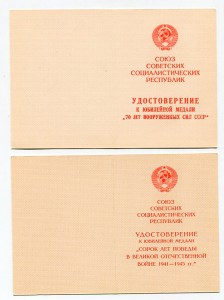 СОЮЗ
СОВЕТСКИХ
СОЦИАЛИСТИЧЕСКИХ
РЕСПУБЛИК
УДОСТОВЕРЕНИЕ
К ЮБИЛЕЙНОЙ МЕДАЛИ
„70 ЛЕТ ВООРУЖЕННЫХ СИЛ СССР"
СОЮЗ
СОВЕТСКИХ
СОЦИАЛИСТИЧЕСКИХ
РЕСПУБЛИК
УДОСТОВЕРЕНИЕ
К ЮБИЛЕЙНОЙ МЕДАЛИ
„СОРОК ЛЕТ ПОБЕДЫ
В ВЕЛИКОЙ ОТЕЧЕСТВЕННОЙ
ВОЙНЕ 1941—1945 гг."